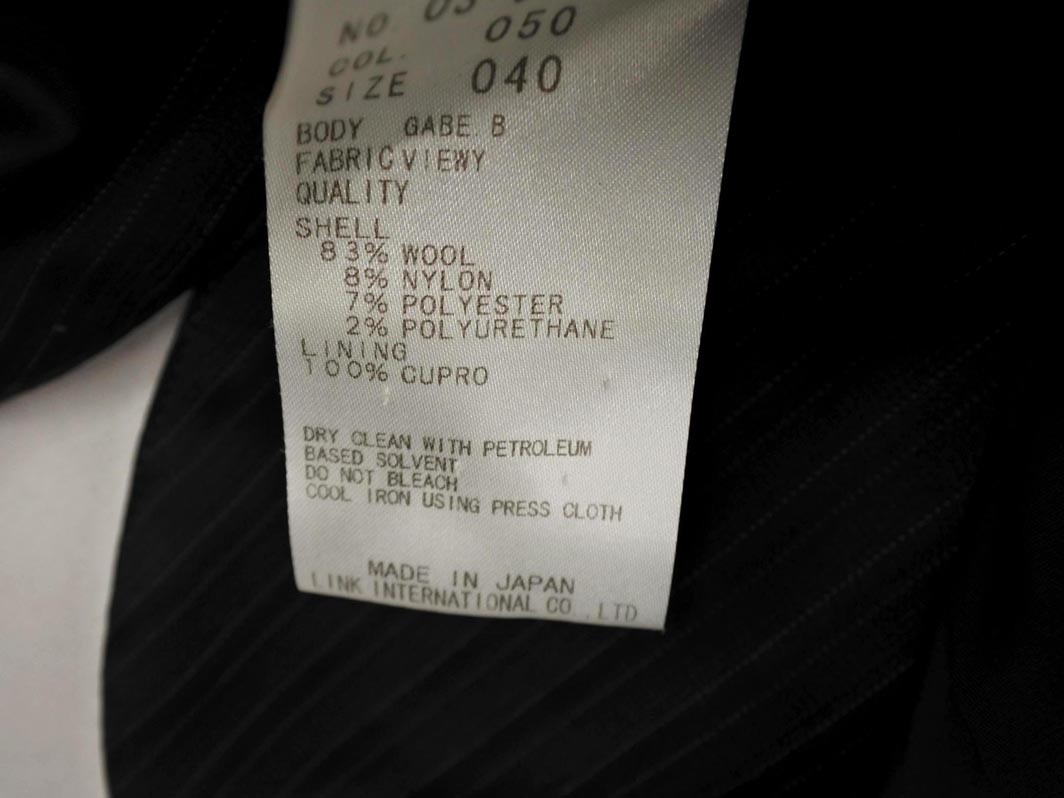 NO.
COL. 050
SIZE 040
BODY GABE B
FABRIC VIEWY
QUALITY
SHELL
83% WOOL
8% NYLON
7% POLYESTER
2% POLYURETHANE
LINING
100% CUPRO
DRY CLEAN WITH PETROLEUM
BASED SOLVENT
DO NOT BLEACH
COOL IRON USING PRESS CLOTH
MADE IN JAPAN
LINK INTERNATIONAL CO.,LTD